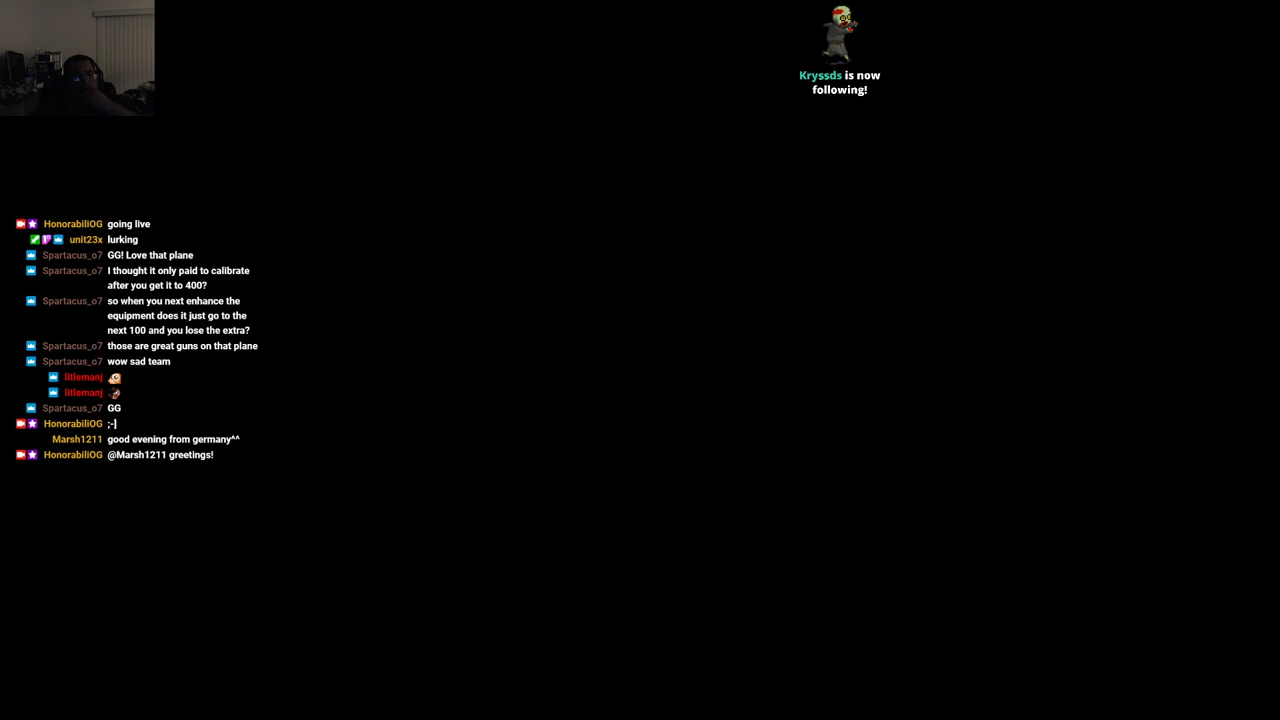 Kryssds is now
following!
HonorabiliOG going live
unit23x lurking
Spartacus_o7 GG! Love that plane
Spartacus_o7 I thought it only paid to calibrate
after you get it to 400?
Spartacus_o7 so when you next enhance the
equipment does it just go to the
next 100 and you lose the extra?
Spartacus_o7 those are great guns on that plane
Spartacus_o7 wow sad team
litlemanj
litlemanj
Spartacus_o7 GG
HonorabiliOG ;-]
Marsh1211 good evening from germany^^
HonorabiliOG @Marsh1211 greetings!